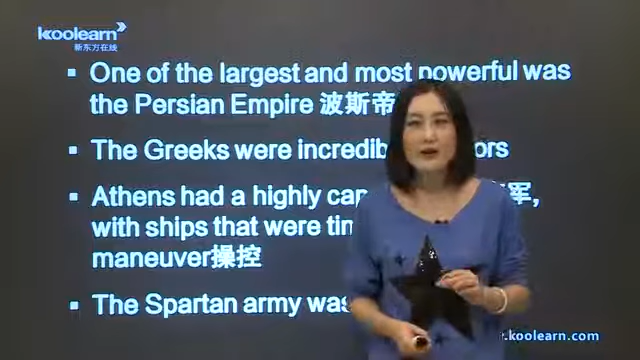 koolearn
新东方在线
One of the largest and most powerful was
the Persian Empire 波斯帝
The Greeks were
Athens had a highly
with ships that were
maneuver操控
The Spartan army was
.koolearn.com